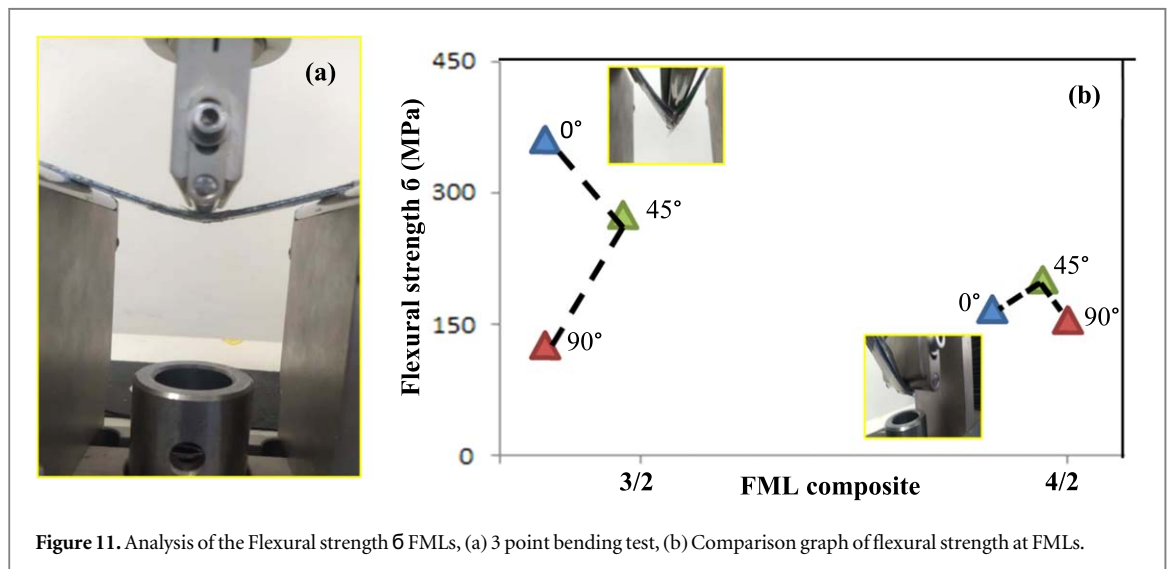 (a)
(b)
Flexural strength б (MPa)
450
300
150
0
0°
45°
90°
0°
45°
90°
3/2
FML composite
4/2
Figure 11. Analysis of the Flexural strength б FMLs, (a) 3 point bending test, (b) Comparison graph of flexural strength at FMLs.